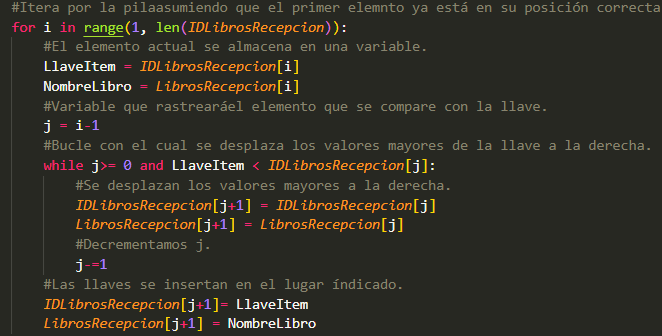 #Itera por la pilaasumiendo que el primer elemnto ya está en su posición correcta
for i in range(1, len(IDLibrosRecepcion)):
    #El elemento actual se almacena en una variable.
    LlaveItem = IDLibrosRecepcion[i]
    NombreLibro = LibrosRecepcion[i]
    #Variable que rastrearáel elemento que se compare con la llave.
    j = i-1
    #Bucle con el cual se desplaza los valores mayores de la llave a la derecha.
    while j>= 0 and LlaveItem < IDLibrosRecepcion[j]:
        #Se desplazan los valores mayores a la derecha.
        IDLibrosRecepcion[j+1] = IDLibrosRecepcion[j]
        LibrosRecepcion[j+1] = LibrosRecepcion[j]
        #Decrementamos j.
        j-=1
    #Las llaves se insertan en el lugar índicado.
    IDLibrosRecepcion[j+1]= LlaveItem
    LibrosRecepcion[j+1] = NombreLibro